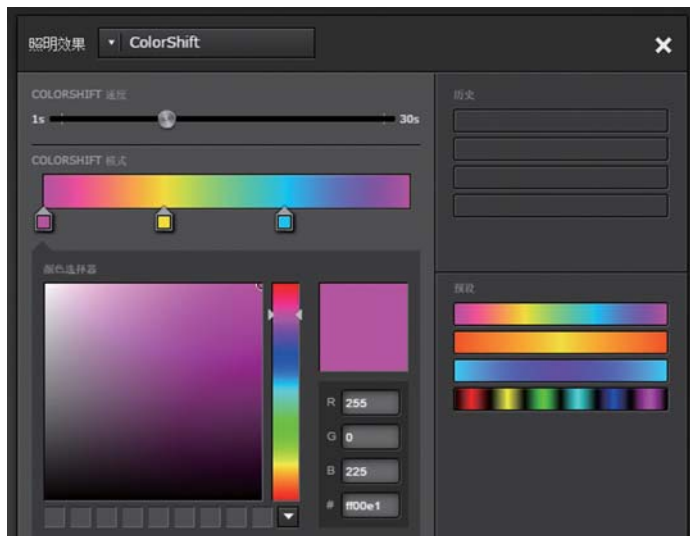 照明效果 ColorShift
COLORSHIFT 速度
1s 30s
COLORSHIFT 模式
颜色选择器
R 255
G 0
B 225
# ff00e1
历史
预设